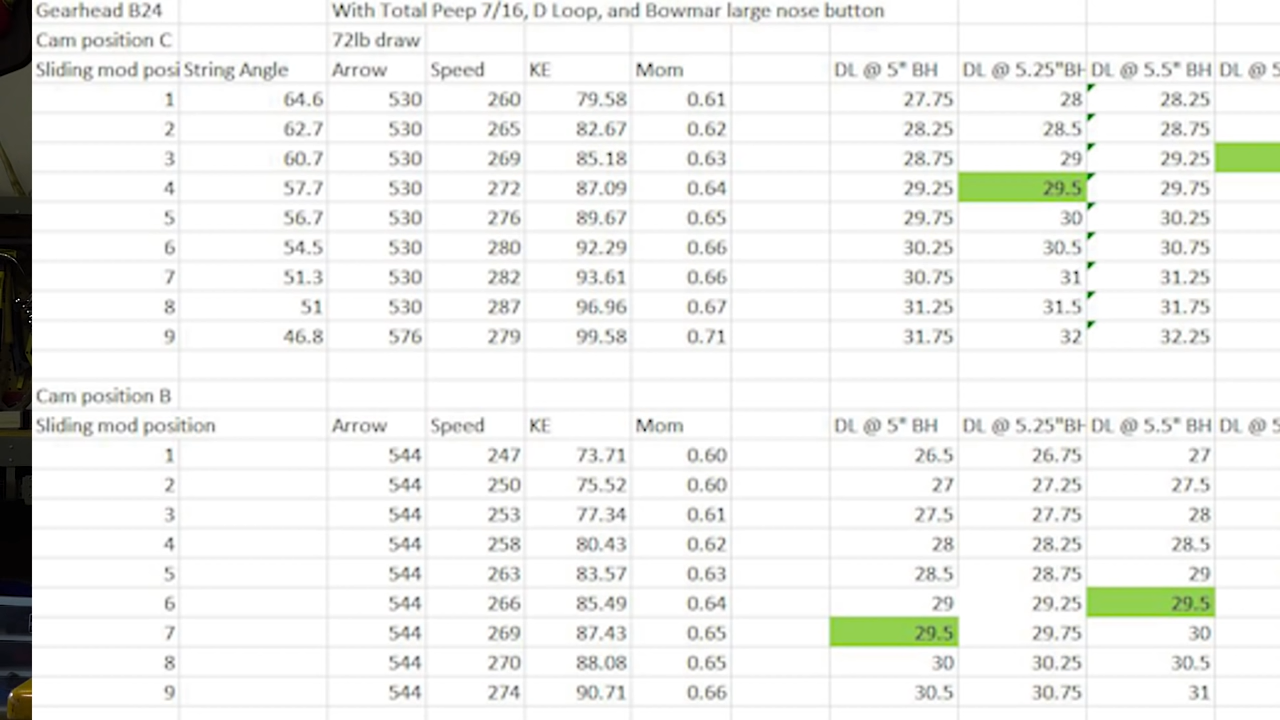 Gearhead B24 With Total Peep 7/16, D Loop, and Bowmar large nose button
Cam position C 72lb draw
Sliding mod posi String Angle Arrow Speed KE Mom DL @ 5" BH DL @ 5.25"BH DL @ 5.5" BH DL @ 5
1 64.6 530 260 79.58 0.61 27.75 28 28.25
2 62.7 530 265 82.67 0.62 28.25 28.5 28.75
3 60.7 530 269 85.18 0.63 28.75 29 29.25
4 57.7 530 272 87.09 0.64 29.25 29.5 29.75
5 56.7 530 276 89.67 0.65 29.75 30 30.25
6 54.5 530 280 92.29 0.66 30.25 30.5 30.75
7 51.3 530 282 93.61 0.66 30.75 31 31.25
8 51 530 287 96.96 0.67 31.25 31.5 31.75
9 46.8 576 279 99.58 0.71 31.75 32 32.25
Cam position B
Sliding mod position Arrow Speed KE Mom DL @ 5" BH DL @ 5.25"BH DL @ 5.5" BH DL @ 5
1 544 247 73.71 0.60 26.5 26.75 27
2 544 250 75.52 0.60 27 27.25 27.5
3 544 253 77.34 0.61 27.5 27.75 28
4 544 258 80.43 0.62 28 28.25 28.5
5 544 263 83.57 0.63 28.5 28.75 29
6 544 266 85.49 0.64 29 29.25 29.5
7 544 269 87.43 0.65 29.5 29.75 30
8 544 270 88.08 0.65 30 30.25 30.5
9 544 274 90.71 0.66 30.5 30.75 31